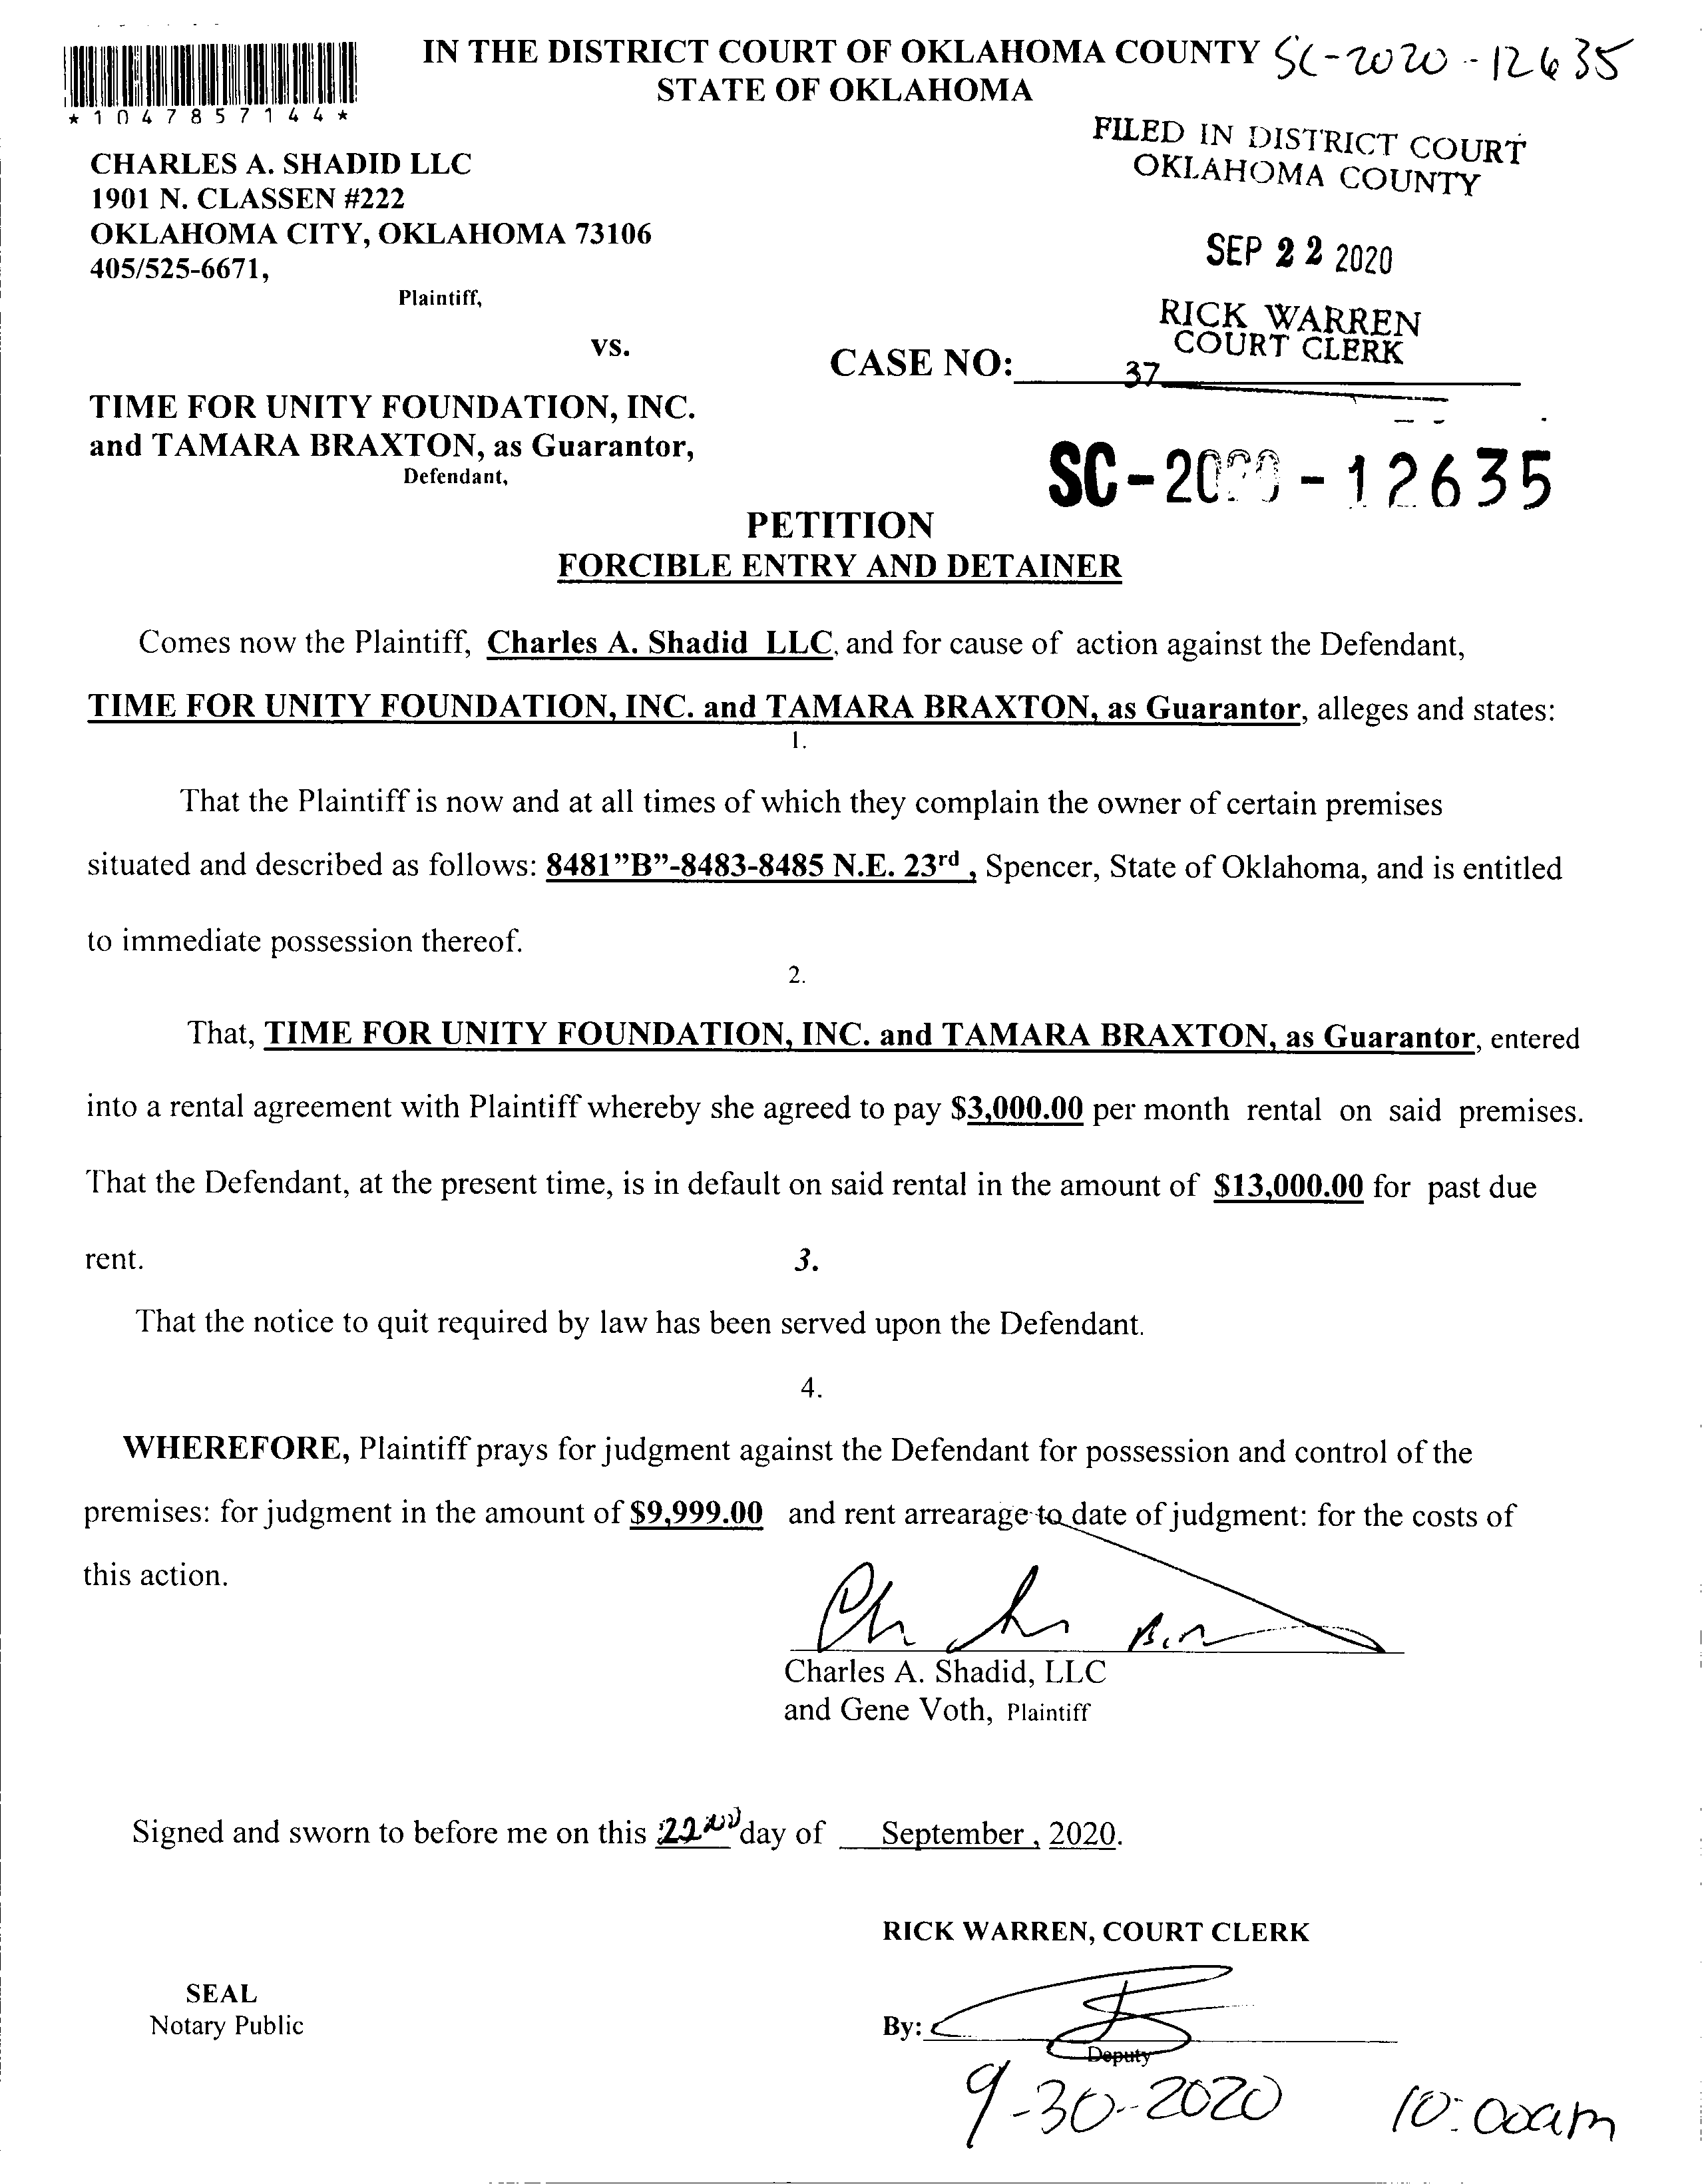 IN THE DISTRICT COURT OF OKLAHOMA COUNTY SC-2020-12635
STATE OF OKLAHOMA
*1047857144*
FILED IN DISTRICT COURT
OKLAHOMA COUNTY
CHARLES A. SHADID LLC
1901 N. CLASSEN #222
OKLAHOMA CITY, OKLAHOMA 73106
405/525-6671,
Plaintiff,
SEP 22 2020
RICK WARREN
COURT CLERK
vs.
CASE NO:
37
TIME FOR UNITY FOUNDATION, INC.
and TAMARA BRAXTON, as Guarantor,
Defendant,
SC-2020-12635
PETITION
FORCIBLE ENTRY AND DETAINER
Comes now the Plaintiff, Charles A. Shadid LLC, and for cause of action against the Defendant,
TIME FOR UNITY FOUNDATION, INC. and TAMARA BRAXTON, as Guarantor, alleges and states:
1.
That the Plaintiff is now and at all times of which they complain the owner of certain premises
situated and described as follows: 8481”B”-8483-8485 N.E. 23rd , Spencer, State of Oklahoma, and is entitled
to immediate possession thereof.
2.
That, TIME FOR UNITY FOUNDATION, INC. and TAMARA BRAXTON, as Guarantor, entered
into a rental agreement with Plaintiff whereby she agreed to pay $3,000.00 per month rental on said premises.
That the Defendant, at the present time, is in default on said rental in the amount of $13,000.00 for past due
rent.
3.
That the notice to quit required by law has been served upon the Defendant.
4.
WHEREFORE, Plaintiff prays for judgment against the Defendant for possession and control of the
premises: for judgment in the amount of $9,999.00 and rent arrearage to date of judgment: for the costs of
this action.
Charles A. Shadid, LLC
and Gene Voth, Plaintiff
Signed and sworn to before me on this 22nd day of September , 2020.
RICK WARREN, COURT CLERK
SEAL
Notary Public
By:
Deputy
9-30-2020 10:00am